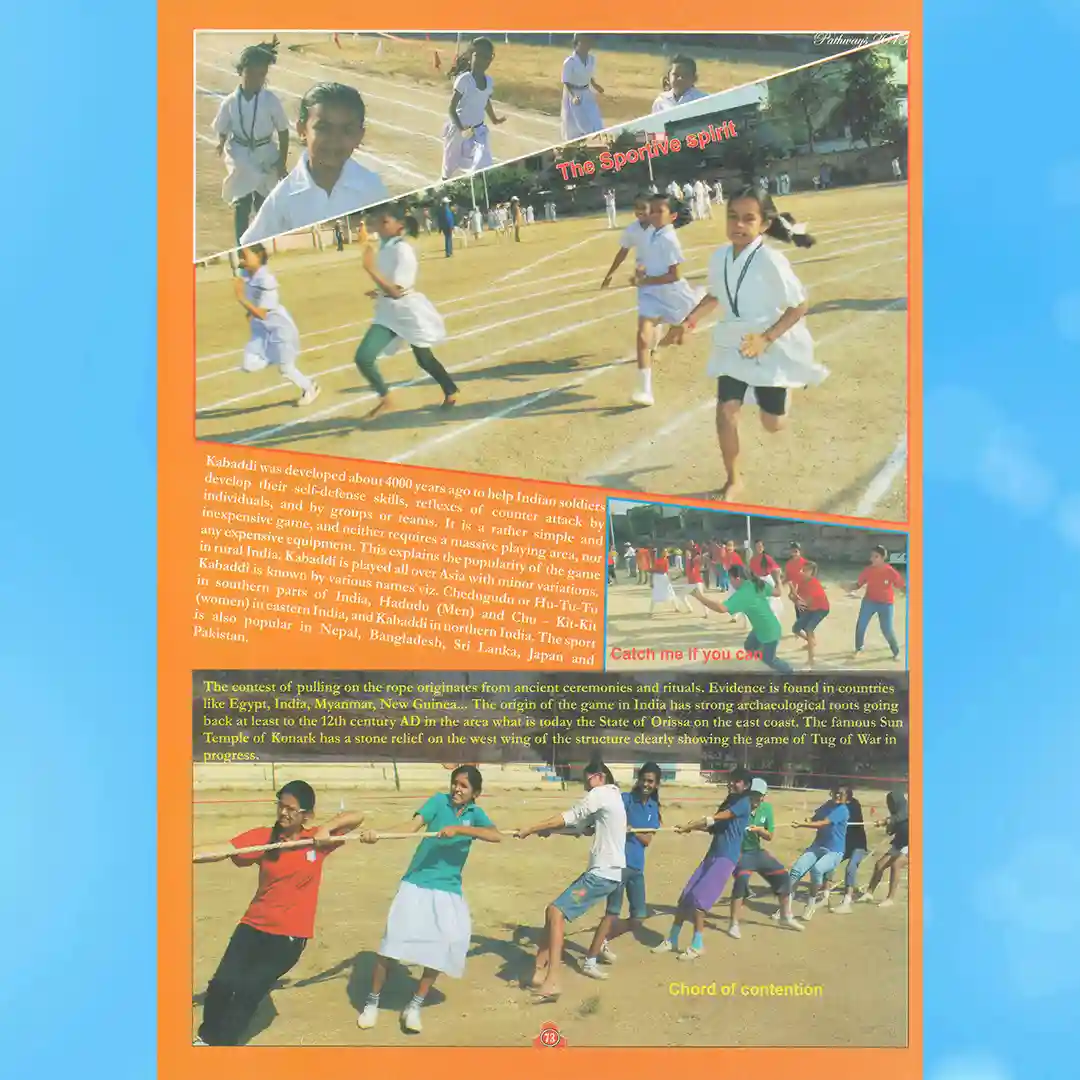 Pathways
The Sportive spirit
Kabaddi was developed about 4000 years ago to help Indian soldiers
develop their self-defense skills, reflexes of counter attack by
individuals, and by groups or teams. It is a rather simple and
inexpensive game, and neither requires a massive playing area, nor
any expensive equipment. This explains the popularity of the game
in rural India. Kabaddi is played all over Asia with minor variations.
Kabaddi is known by various names viz. Chedugudu or Hu-Tu-Tu
in southern parts of India, Hadudu (Men) and Chu – Kit-Kit
(women) in eastern India, and Kabaddi in northern India. The sport
is also popular in Nepal, Bangladesh, Sri Lanka, Japan and
Pakistan.
Catch me if you can
The contest of pulling on the rope originates from ancient ceremonies and rituals. Evidence is found in countries
like Egypt, India, Myanmar, New Guinea... The origin of the game in India has strong archaeological roots going
back at least to the 12th century AD in the area what is today the State of Orissa on the east coast. The famous Sun
Temple of Konark has a stone relief on the west wing of the structure clearly showing the game of Tug of War in
progress.
Chord of contention
73